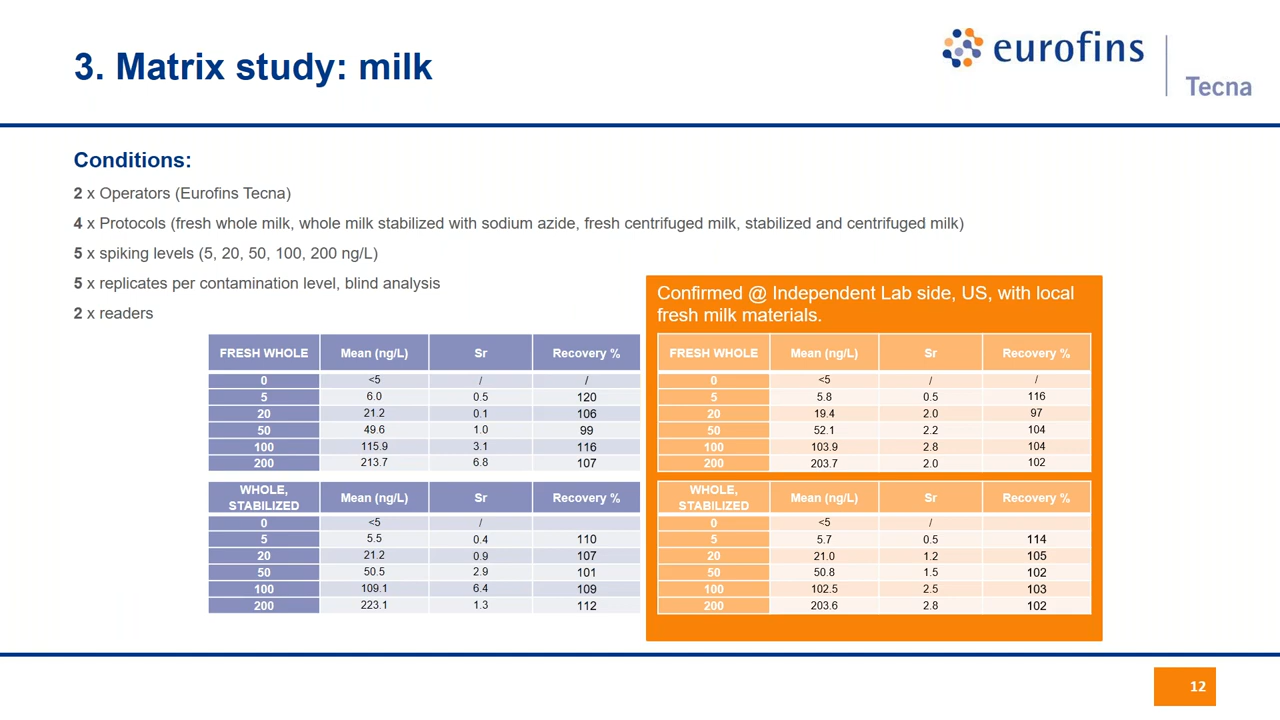 3. Matrix study: milk
eurofins
Tecna
Conditions:
2 x Operators (Eurofins Tecna)
4 x Protocols (fresh whole milk, whole milk stabilized with sodium azide, fresh centrifuged milk, stabilized and centrifuged milk)
5 x spiking levels (5, 20, 50, 100, 200 ng/L)
5 x replicates per contamination level, blind analysis
2 x readers
FRESH WHOLE Mean (ng/L) Sr Recovery %
0 <5 / /
5 6.0 0.5 120
20 21.2 0.1 106
50 49.6 1.0 99
100 115.9 3.1 116
200 213.7 6.8 107
WHOLE,
STABILIZED Mean (ng/L) Sr Recovery %
0 <5 /
5 5.5 0.4 110
20 21.2 0.9 107
50 50.5 2.9 101
100 109.1 6.4 109
200 223.1 1.3 112
Confirmed @ Independent Lab side, US, with local
fresh milk materials.
FRESH WHOLE Mean (ng/L) Sr Recovery %
0 <5 / /
5 5.8 0.5 116
20 19.4 2.0 97
50 52.1 2.2 104
100 103.9 2.8 104
200 203.7 2.0 102
WHOLE,
STABILIZED Mean (ng/L) Sr Recovery %
0 <5 /
5 5.7 0.5 114
20 21.0 1.2 105
50 50.8 1.5 102
100 102.5 2.5 103
200 203.6 2.8 102
12